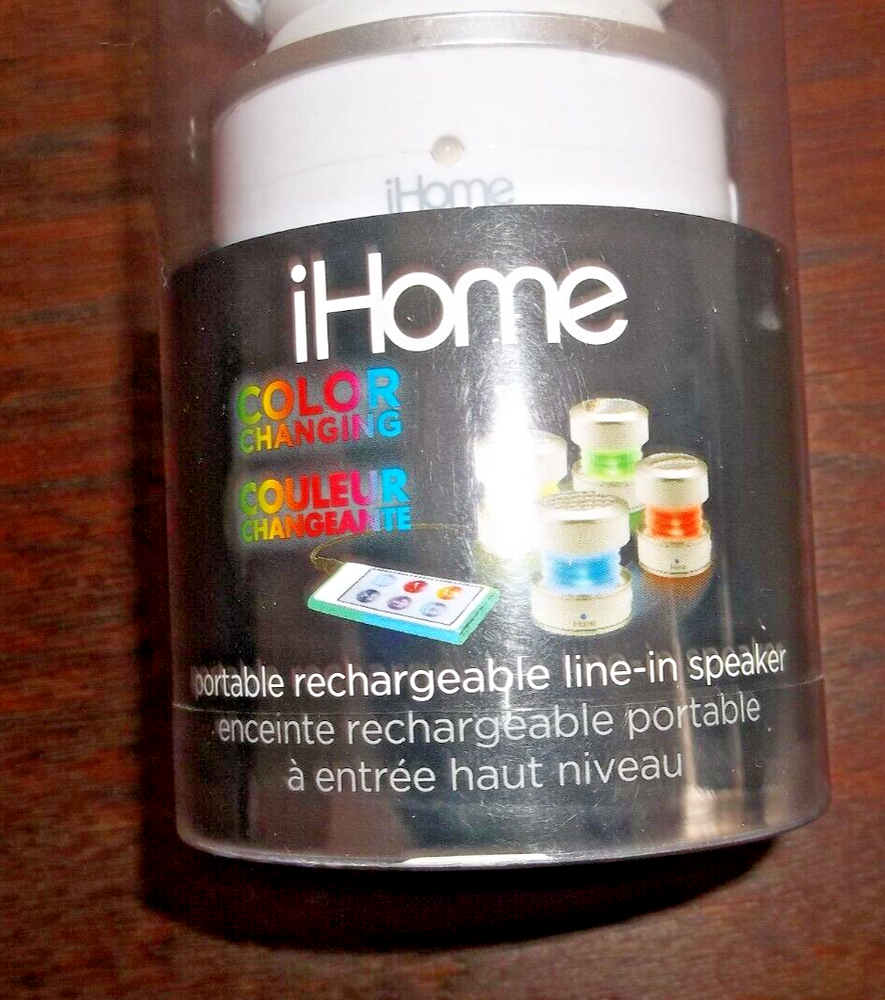 iHome
iHome
COLOR
CHANGING
COULEUR
CHANGEANTE
portable rechargeable line-in speaker
enceinte rechargeable portable
à entrée haut niveau